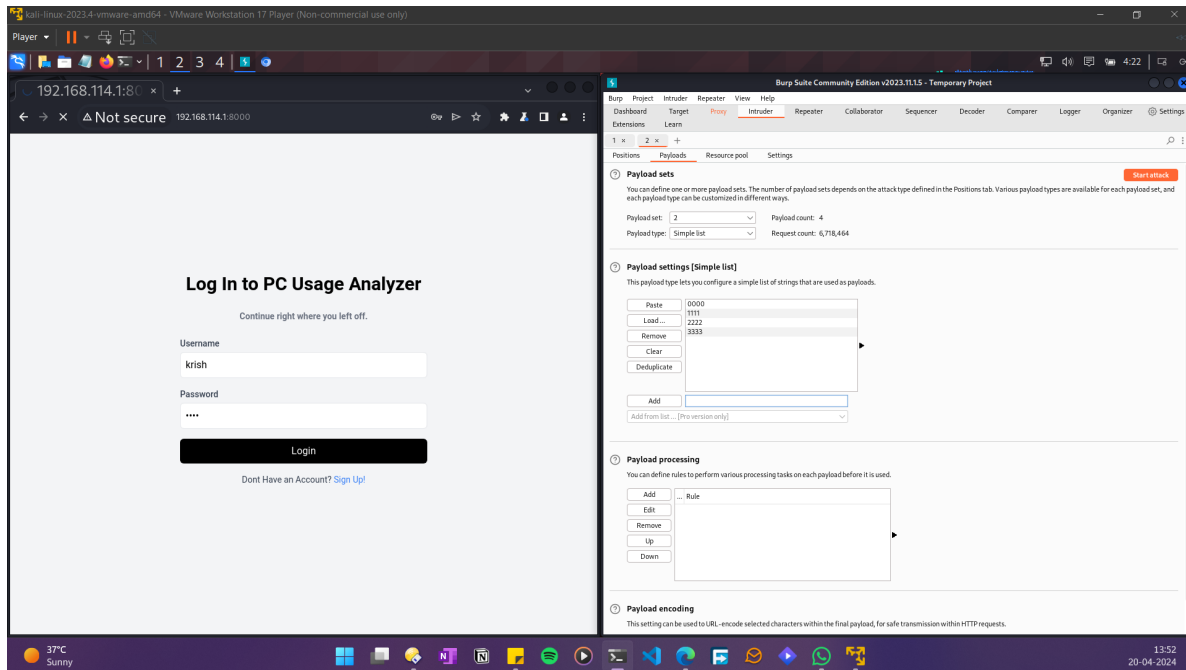 kali-linux-2023.4-vmware-amd64 - VMware Workstation 17 Player (Non-commercial use only)
Player
1 2 3 4
4:22
192.168.114.1:80
Not secure 192.168.114.1:8000
Log In to PC Usage Analyzer
Continue right where you left off.
Username
krish
Password
••••
Login
Dont Have an Account? Sign Up!
Burp Suite Community Edition v2023.11.1.5 - Temporary Project
Burp Project Intruder Repeater View Help
Dashboard Target Proxy Intruder Repeater Collaborator Sequencer Decoder Comparer Logger Organizer Settings
Extensions Learn
1 × 2 × +
Positions Payloads Resource pool Settings
Payload sets
Start attack
You can define one or more payload sets. The number of payload sets depends on the attack type defined in the Positions tab. Various payload types are available for each payload set, and
each payload type can be customized in different ways.
Payload set: 2 Payload count: 4
Payload type: Simple list Request count: 6,718,464
Payload settings [Simple list]
This payload type lets you configure a simple list of strings that are used as payloads.
Paste
Load ...
Remove
Clear
Deduplicate
0000
1111
2222
3333
Add
Add from list ... [Pro version only]
Payload processing
You can define rules to perform various processing tasks on each payload before it is used.
Add
Edit
Remove
Up
Down
... Rule
Payload encoding
This setting can be used to URL-encode selected characters within the final payload, for safe transmission within HTTP requests.
37°C
Sunny
13:52
20-04-2024